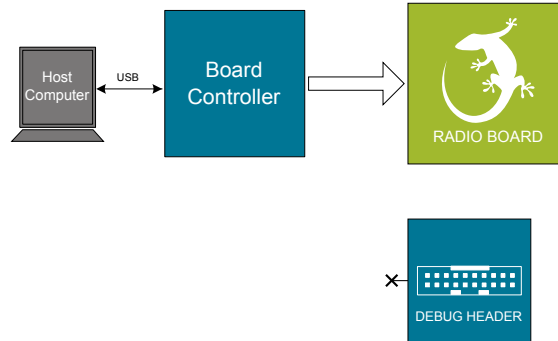 Host
Computer
USB
Board
Controller
RADIO BOARD
DEBUG HEADER